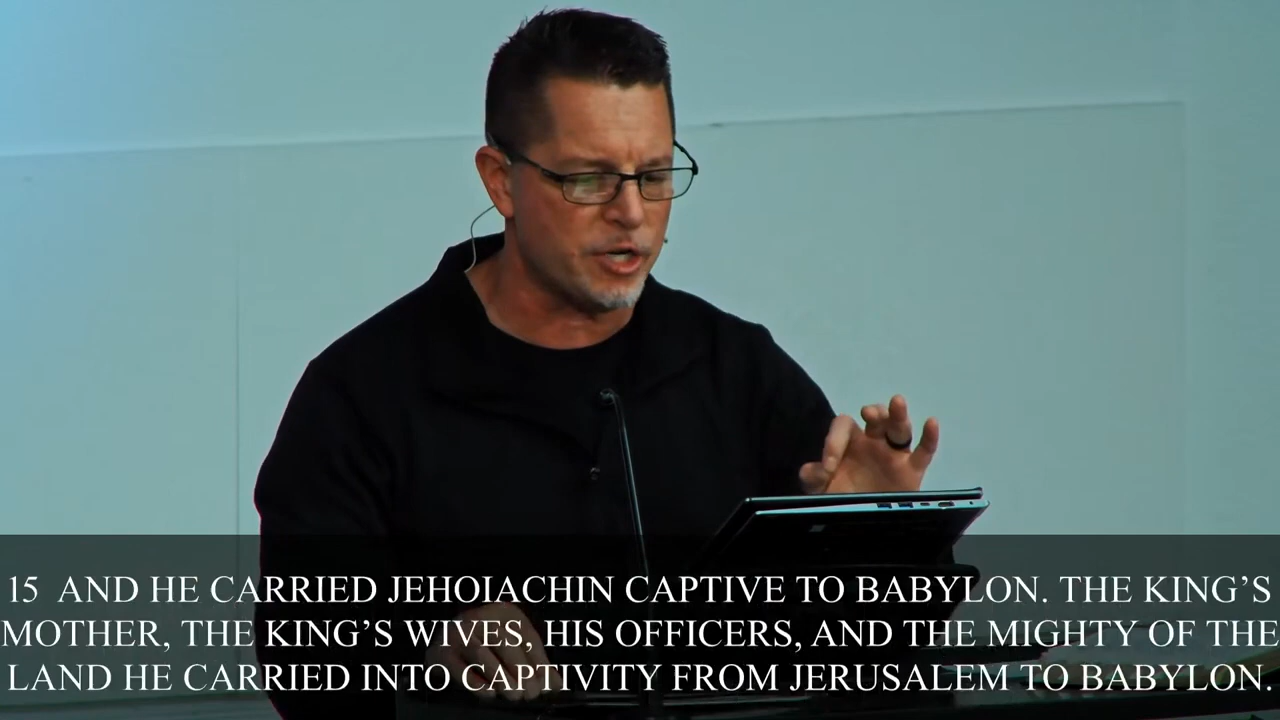 15 AND HE CARRIED JEHOIACHIN CAPTIVE TO BABYLON. THE KING'S
MOTHER, THE KING'S WIVES, HIS OFFICERS, AND THE MIGHTY OF THE
LAND HE CARRIED INTO CAPTIVITY FROM JERUSALEM TO BABYLON.